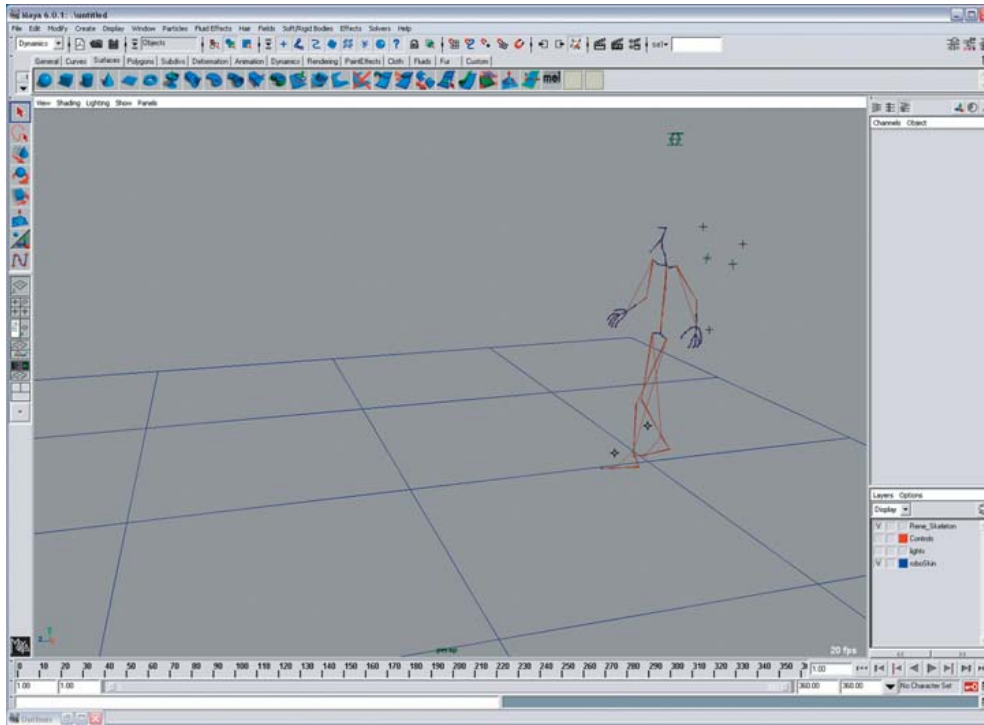 Maya 6.0.1: .\untitled
File Edit Modify Create Display Window Particles Fluid Effects Hair Fields Soft/Rigid Bodies Effects Solvers Help
Dynamics Objects sel▾
General Curves Surfaces Polygons Subdivs Deformation Animation Dynamics Rendering PaintEffects Cloth Fluids Fur Custom
mel
View Shading Lighting Show Panels
Channels Object
Layers Options
Display
V Rene_Skeleton
Controls
lights
V roboSkin
persp
20 fps
0 10 20 30 40 50 60 70 80 90 100 110 120 130 140 150 160 170 180 190 200 210 220 230 240 250 260 270 280 290 300 310 320 330 340 350 1.00
1.00 1.00 360.00 360.00 No Character Set
Outliner